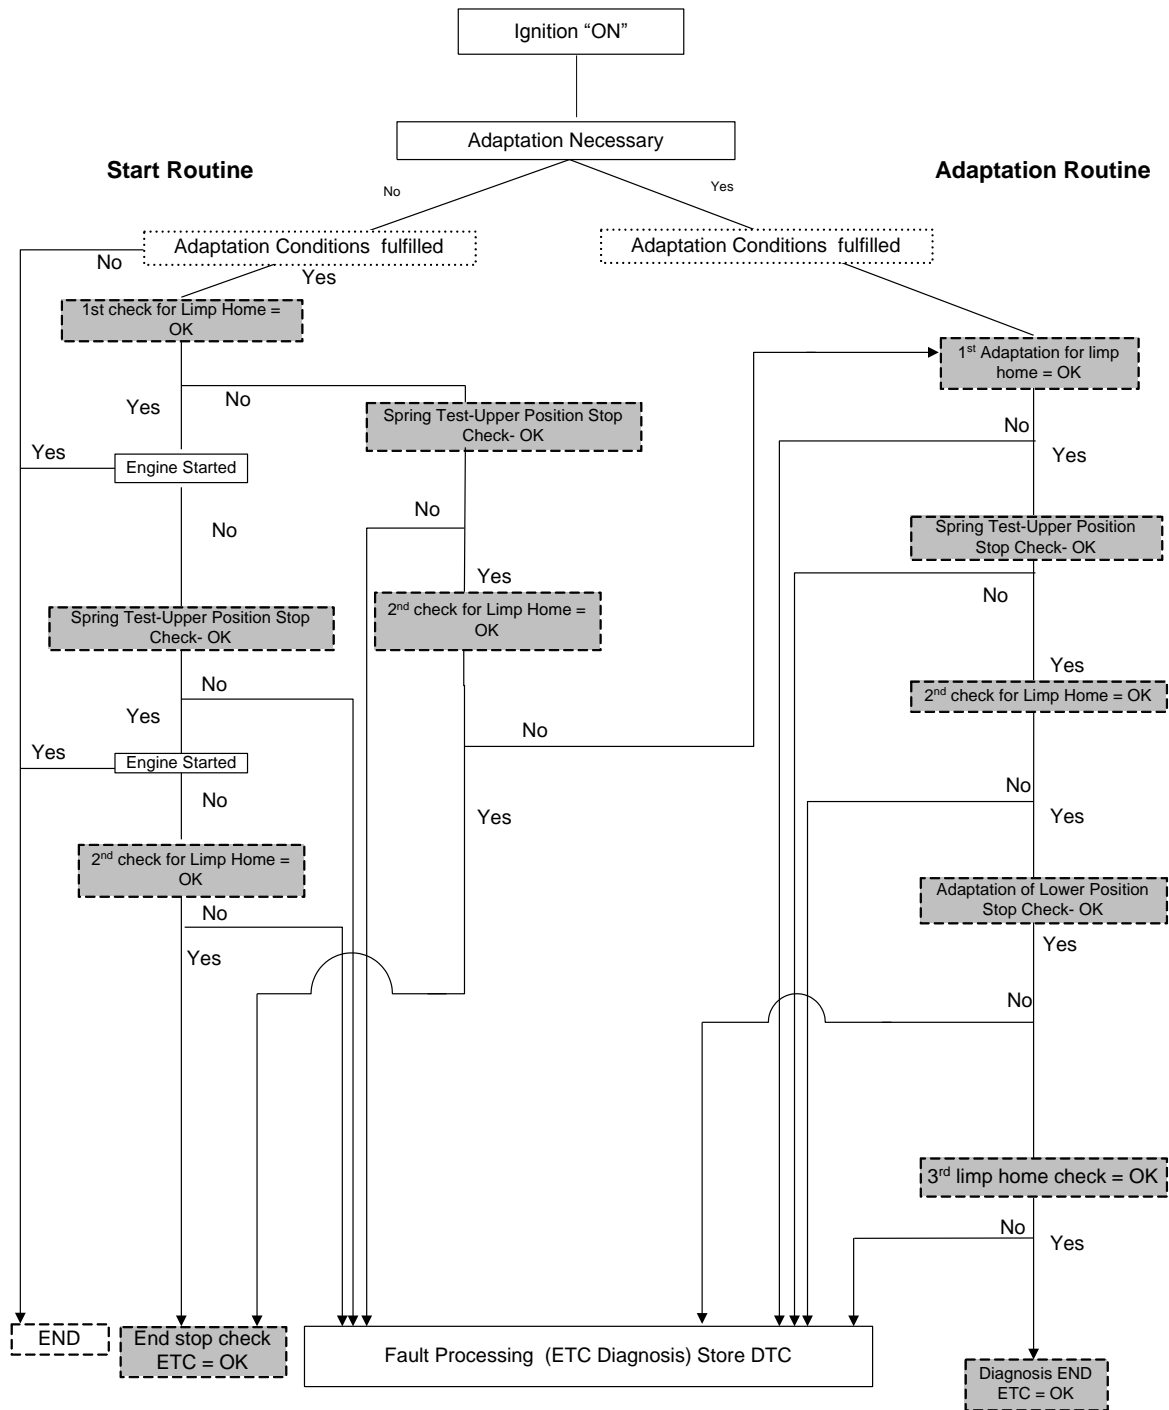 Ignition “ON”
Adaptation Necessary
Start Routine
Adaptation Routine
No
Yes
Adaptation Conditions fulfilled
Adaptation Conditions fulfilled
No
Yes
1st check for Limp Home =
OK
1st Adaptation for limp
home = OK
Yes
No
Spring Test-Upper Position Stop
Check- OK
No
Yes
Yes
Engine Started
No
No
Spring Test-Upper Position
Stop Check- OK
Yes
No
2nd check for Limp Home =
OK
Spring Test-Upper Position Stop
Check- OK
Yes
No
2nd check for Limp Home = OK
Yes
No
Yes
Engine Started
No
No
Yes
Yes
2nd check for Limp Home =
OK
Adaptation of Lower Position
Stop Check- OK
No
Yes
Yes
No
3rd limp home check = OK
No
Yes
END
End stop check
ETC = OK
Fault Processing (ETC Diagnosis) Store DTC
Diagnosis END
ETC = OK